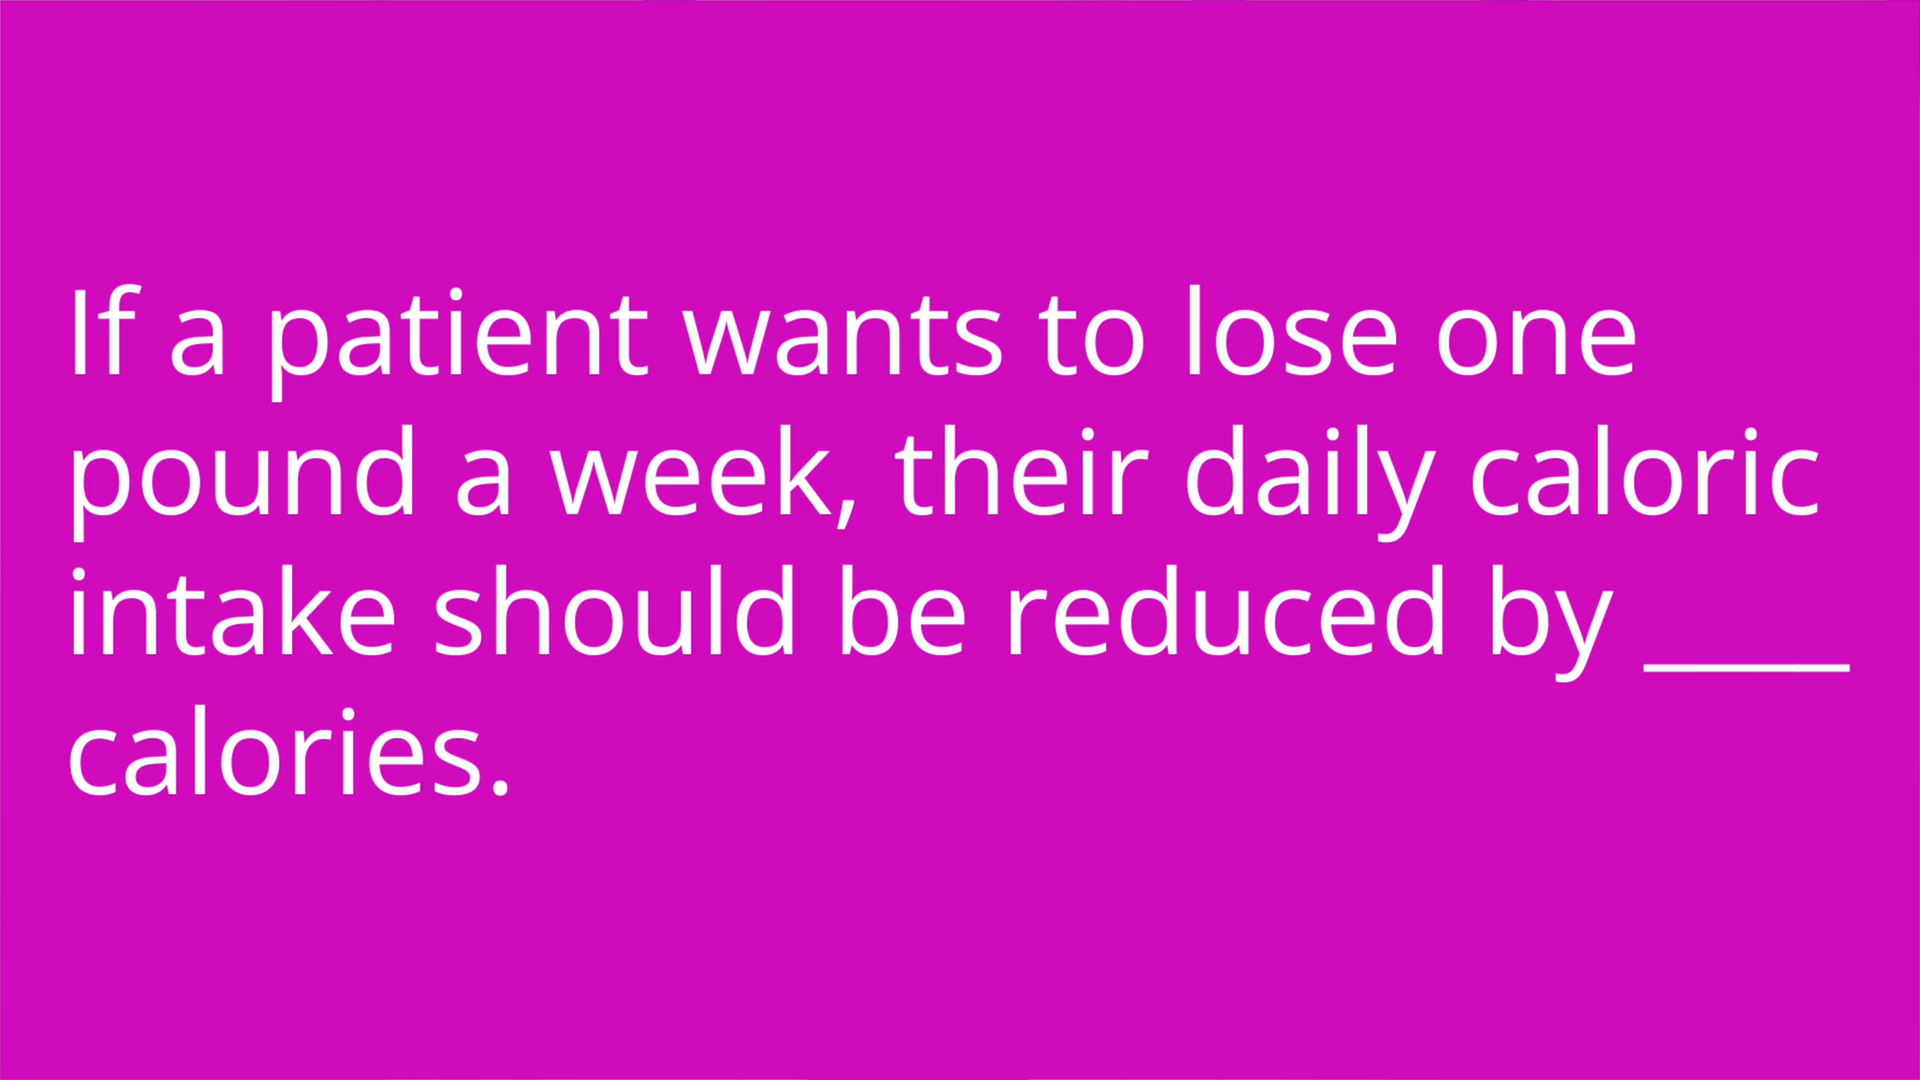 If a patient wants to lose one
pound a week, their daily caloric
intake should be reduced by ____
calories.